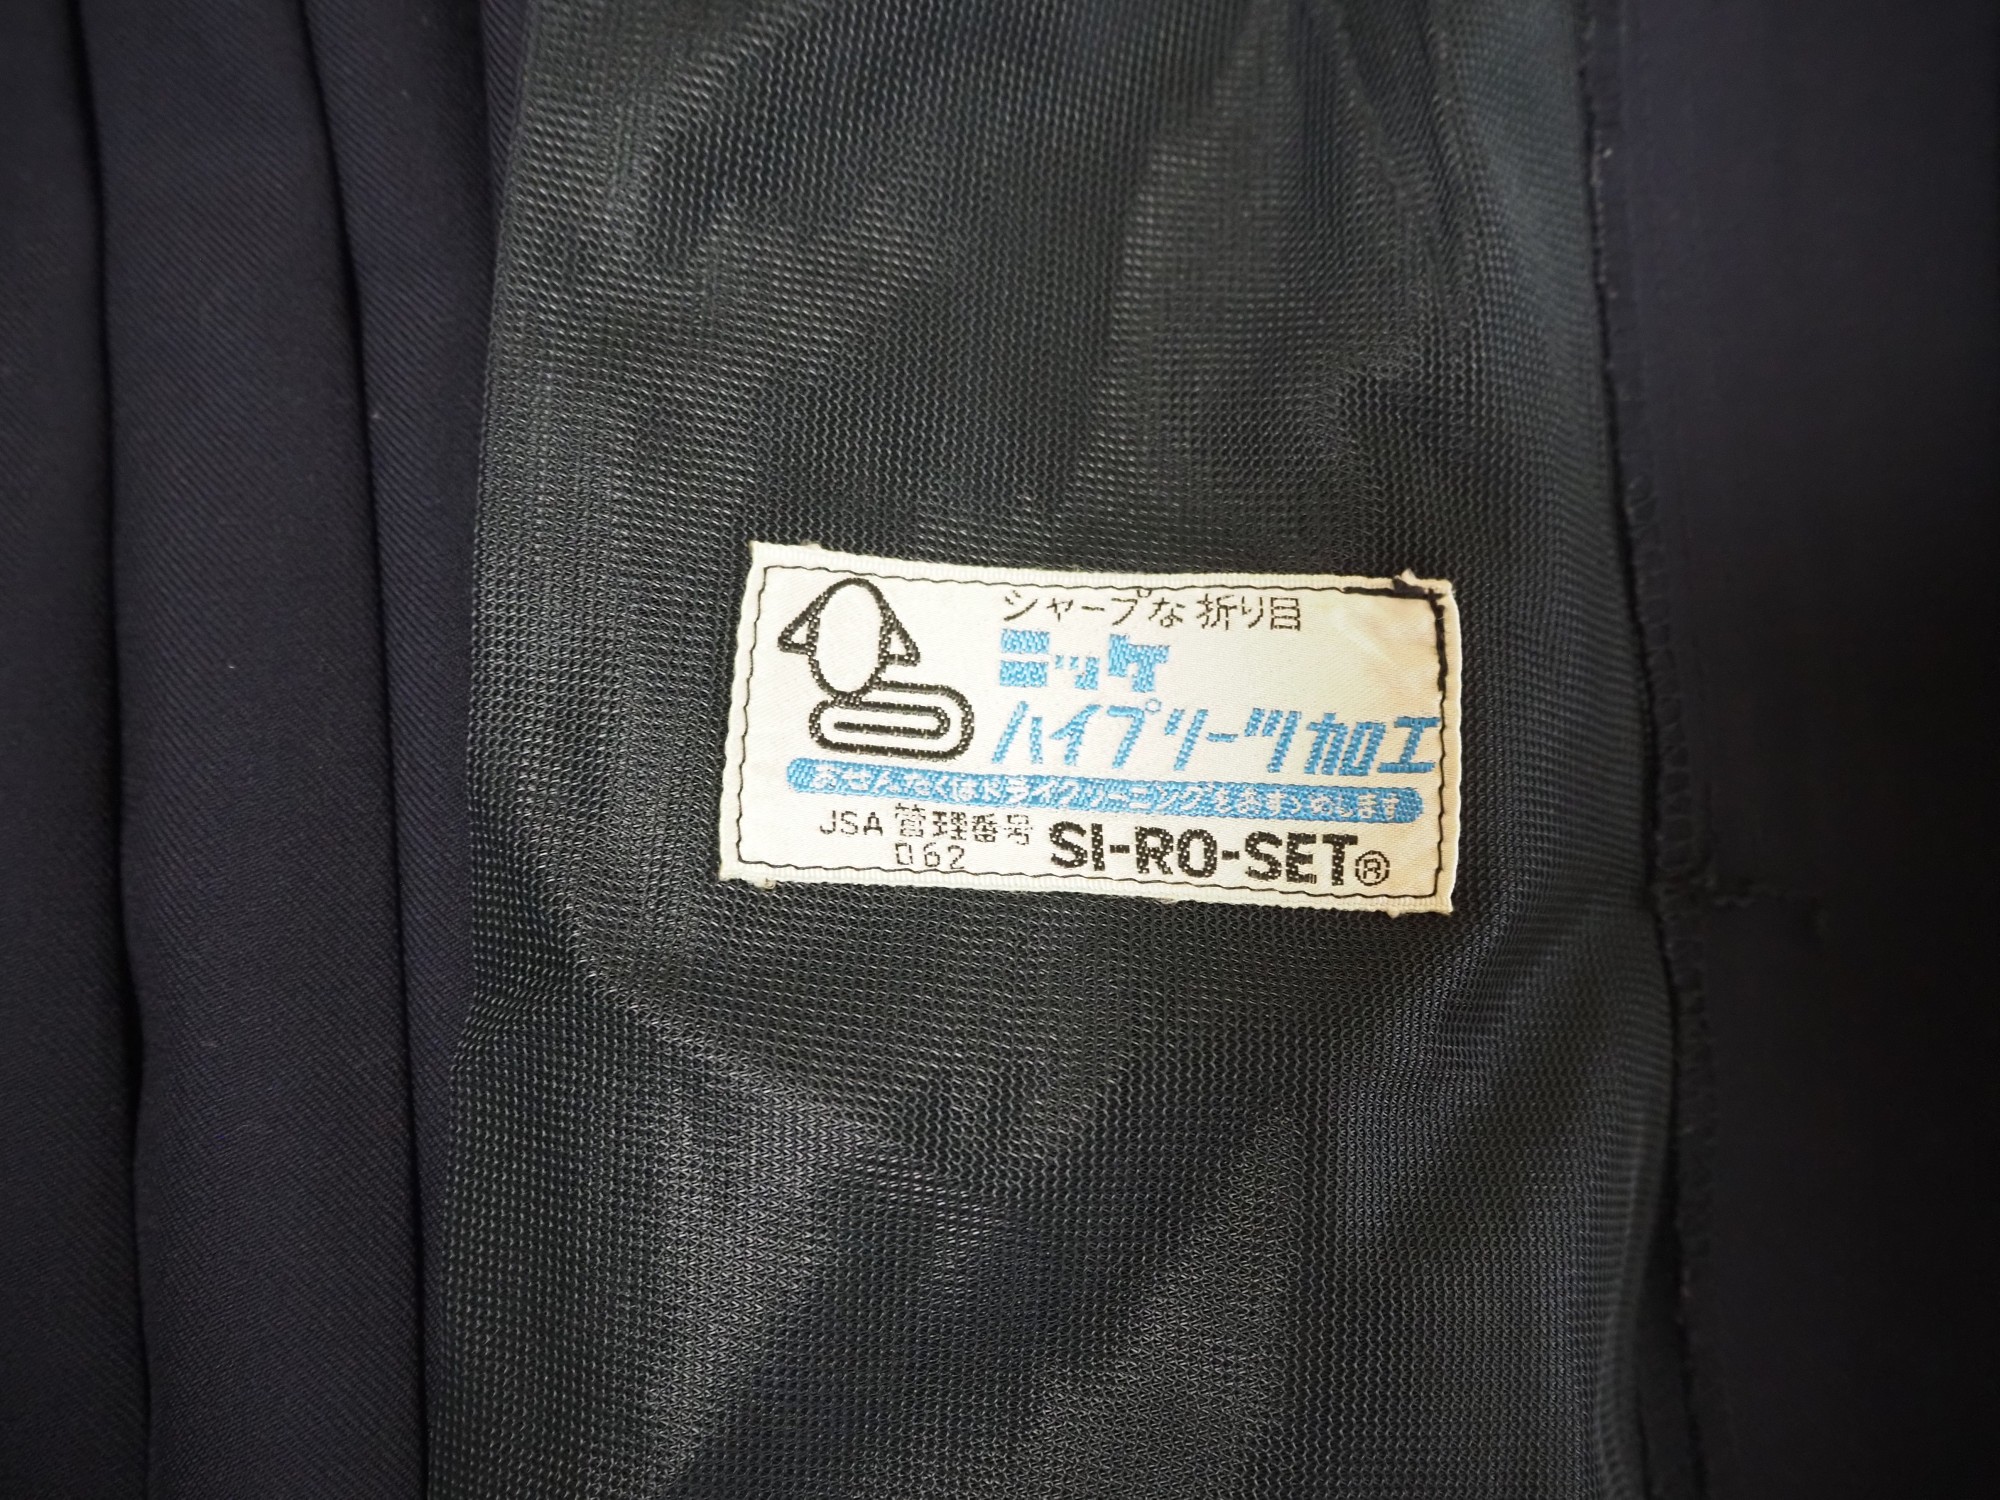 シャープな折り目
ニッケ
ハイプリーツ加工
おせんたくはドライクリーニングをおすゝめします
JSA 管理番号
062
SI-RO-SET®